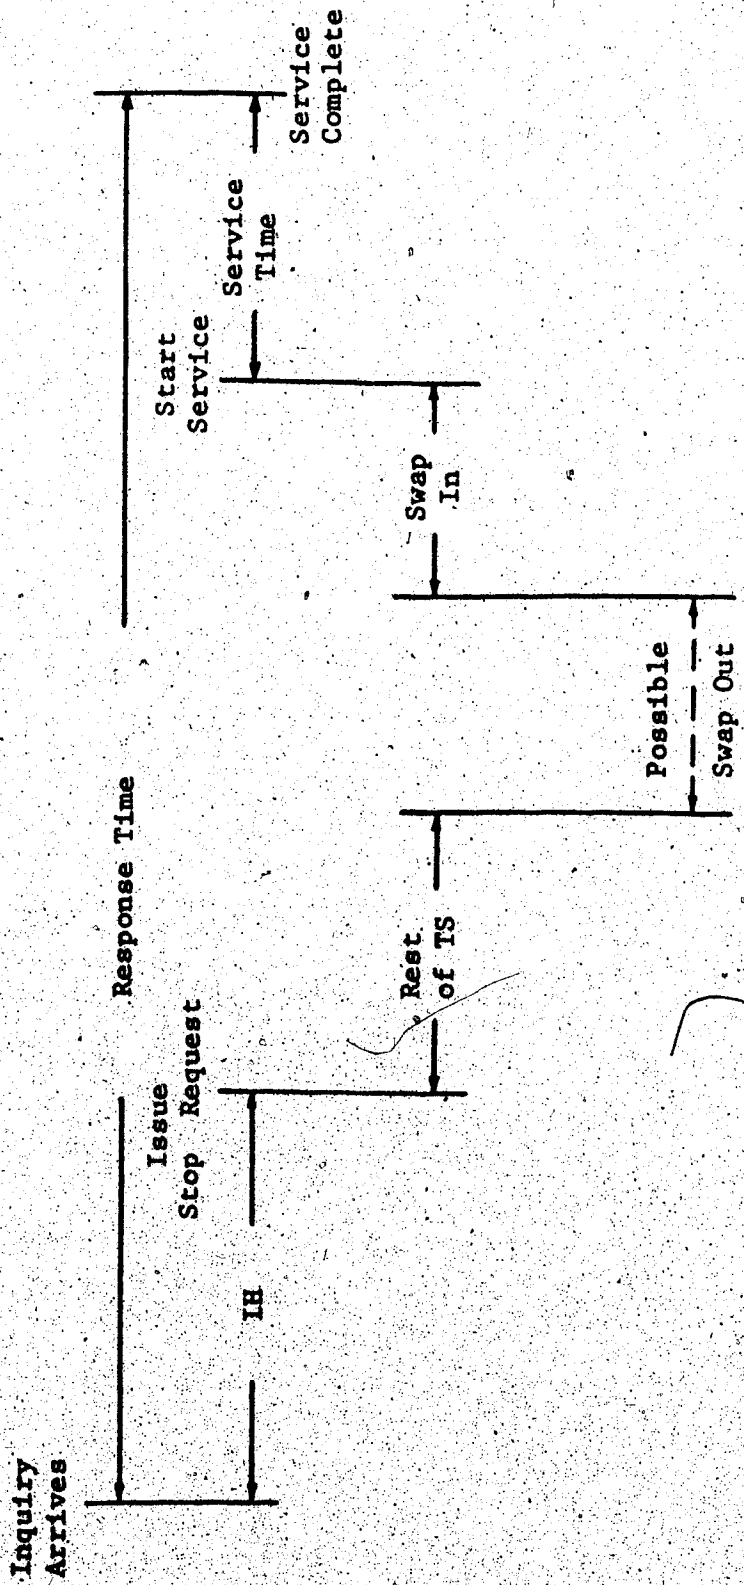 Inquiry
Arrives
Response Time
Issue
Stop Request
Start
Service
IH
Service
Time
Service
Complete
Rest
of TS
Swap
In
Possible
Swap Out